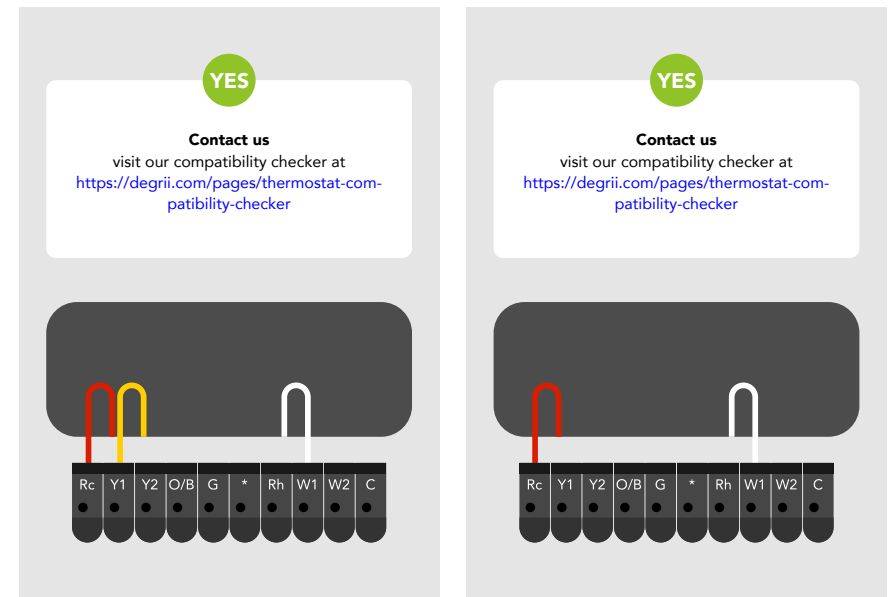 YES
Contact us
visit our compatibility checker at
https://degrii.com/pages/thermostat-com-
patibility-checker
Rc Y1 Y2 O/B G * Rh W1 W2 C
YES
Contact us
visit our compatibility checker at
https://degrii.com/pages/thermostat-com-
patibility-checker
Rc Y1 Y2 O/B G * Rh W1 W2 C